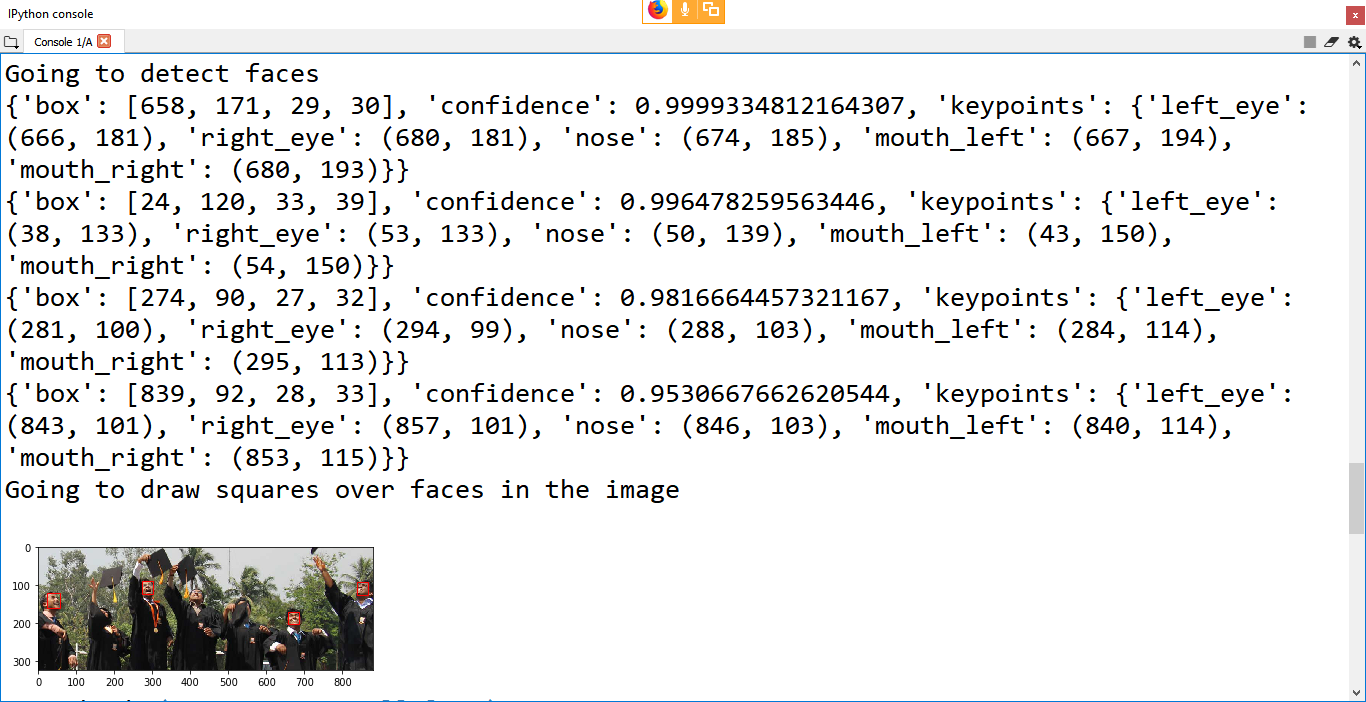 IPython console
Console 1/A
Going to detect faces
{'box': [658, 171, 29, 30], 'confidence': 0.9999334812164307, 'keypoints': {'left_eye':
(666, 181), 'right_eye': (680, 181), 'nose': (674, 185), 'mouth_left': (667, 194),
'mouth_right': (680, 193)}}
{'box': [24, 120, 33, 39], 'confidence': 0.996478259563446, 'keypoints': {'left_eye':
(38, 133), 'right_eye': (53, 133), 'nose': (50, 139), 'mouth_left': (43, 150),
'mouth_right': (54, 150)}}
{'box': [274, 90, 27, 32], 'confidence': 0.9816664457321167, 'keypoints': {'left_eye':
(281, 100), 'right_eye': (294, 99), 'nose': (288, 103), 'mouth_left': (284, 114),
'mouth_right': (295, 113)}}
{'box': [839, 92, 28, 33], 'confidence': 0.9530667662620544, 'keypoints': {'left_eye':
(843, 101), 'right_eye': (857, 101), 'nose': (846, 103), 'mouth_left': (840, 114),
'mouth_right': (853, 115)}}
Going to draw squares over faces in the image
0
100
200
300
0 100 200 300 400 500 600 700 800